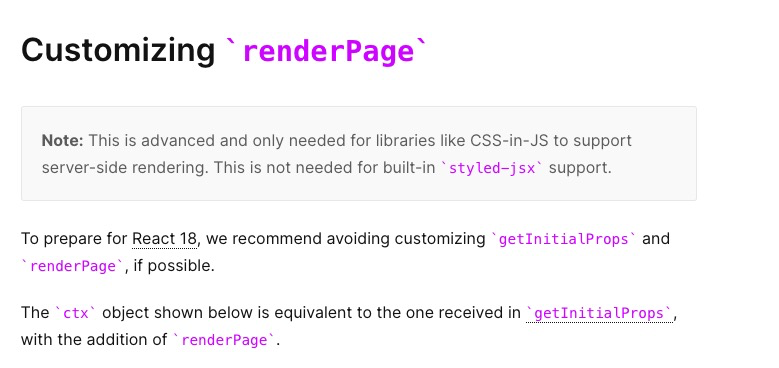 Customizing `renderPage`
Note: This is advanced and only needed for libraries like CSS-in-JS to support
server-side rendering. This is not needed for built-in `styled-jsx` support.
To prepare for React 18, we recommend avoiding customizing `getInitialProps` and
`renderPage`, if possible.
The `ctx` object shown below is equivalent to the one received in `getInitialProps`,
with the addition of `renderPage`.